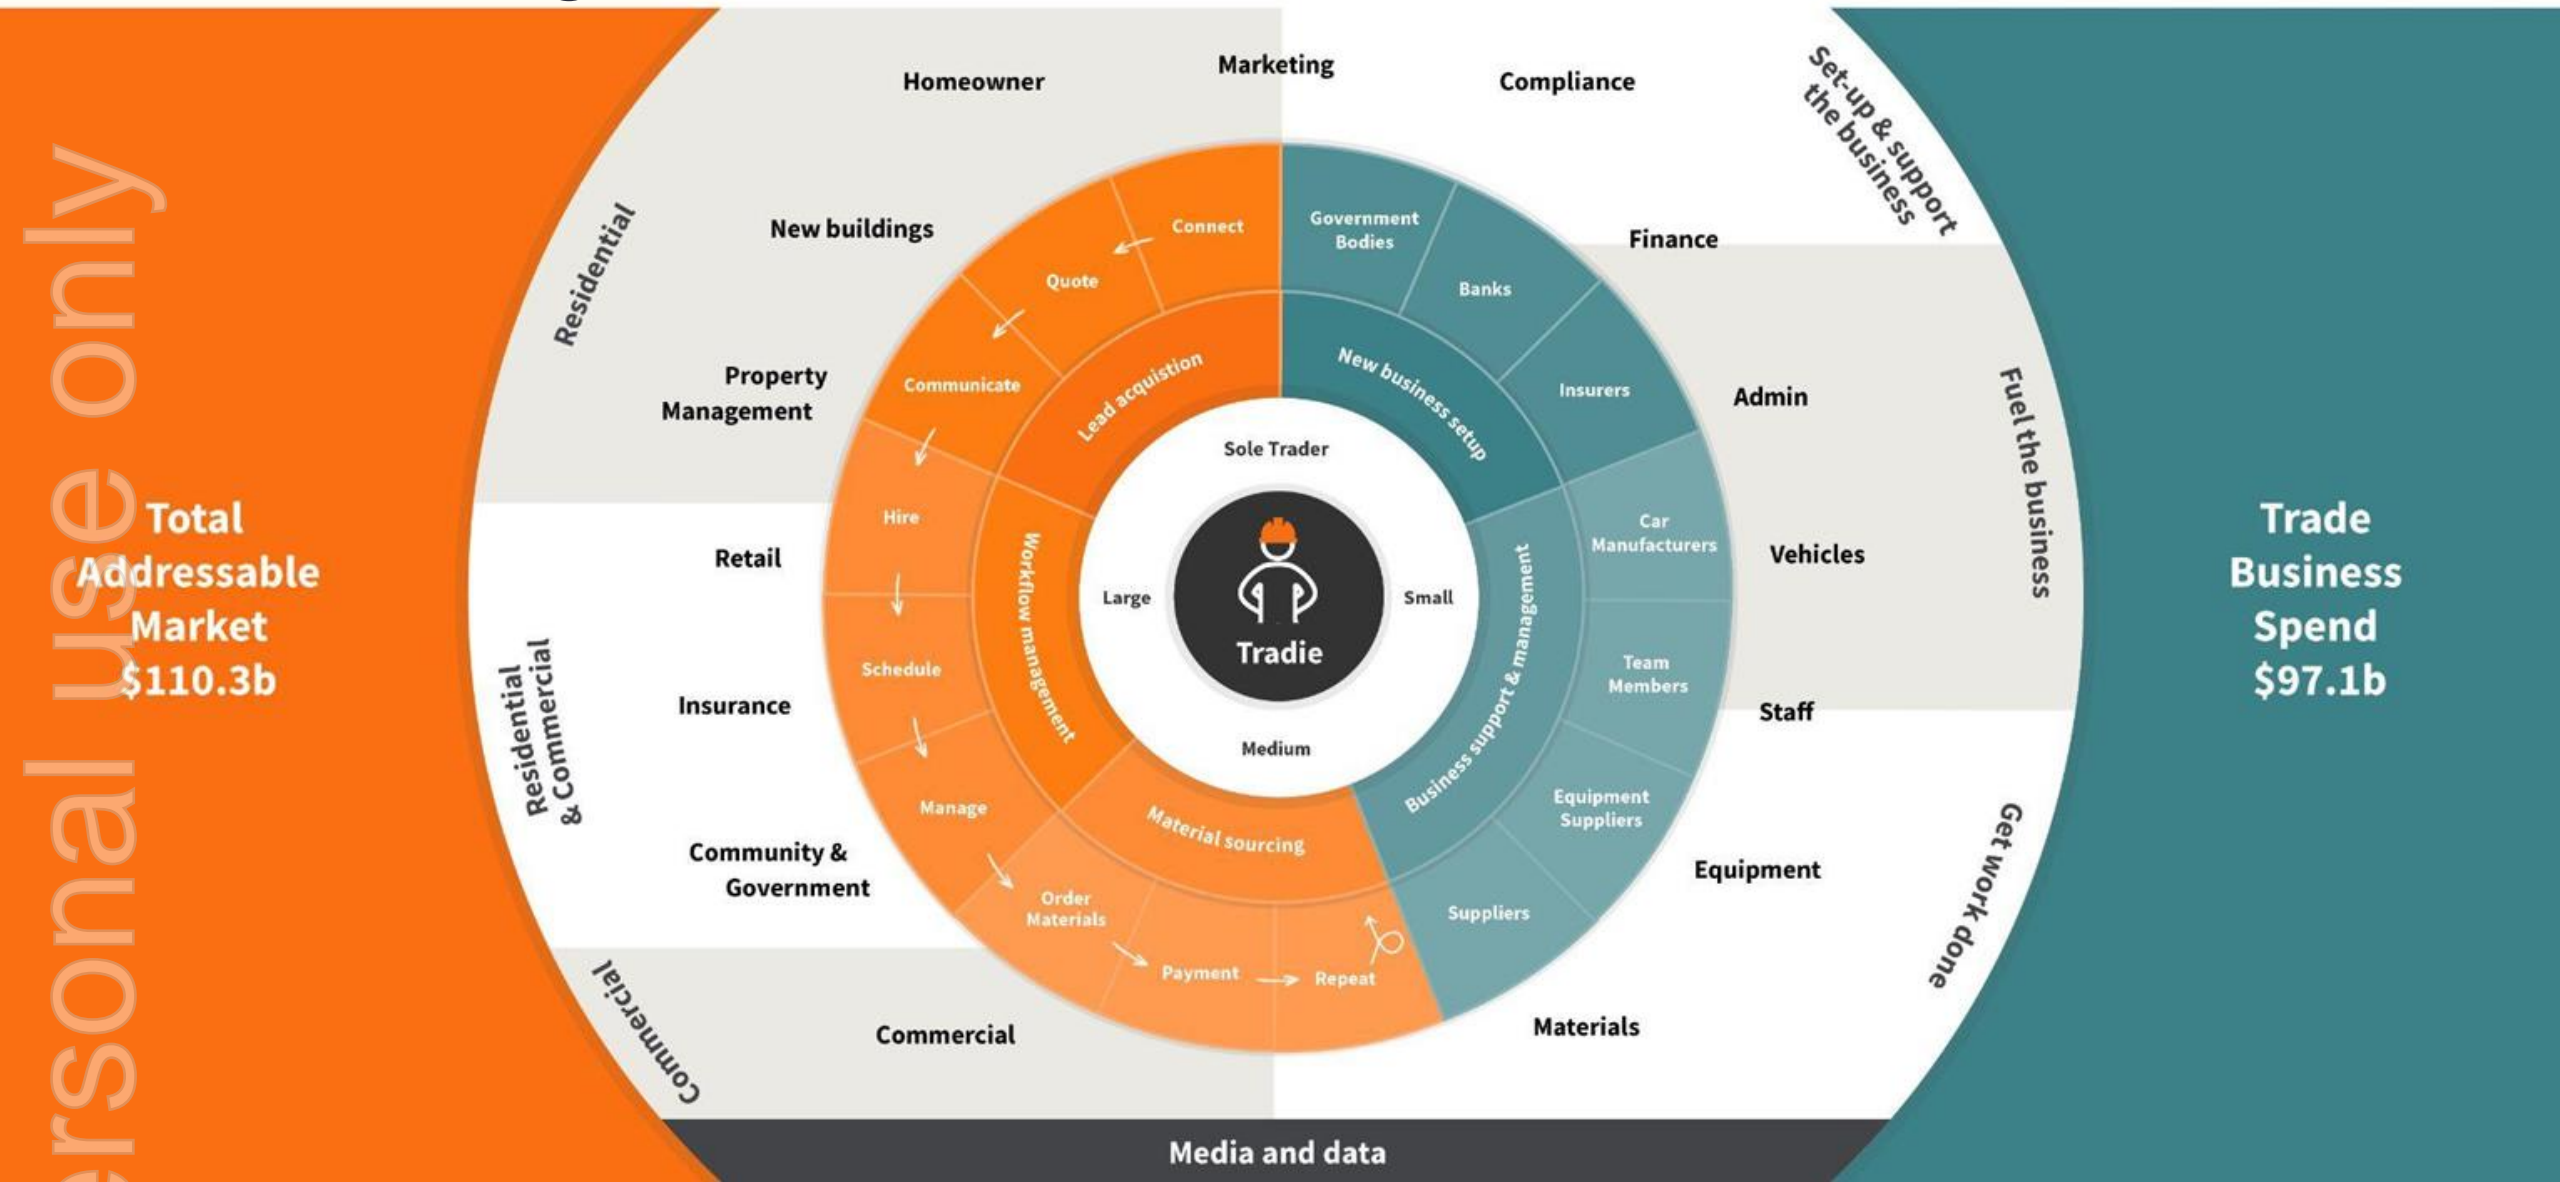 Homeowner
Marketing
Compliance
Set-up & support
the business
New buildings
Residential
Property
Management
Finance
Admin
Fuel the business
Retail
Vehicles
Insurance
Residential
& Commercial
Staff
Community &
Government
Equipment
Get work done
Commercial
Commercial
Materials
Connect
Quote
Communicate
Hire
Schedule
Manage
Order
Materials
Payment
Repeat
Government
Bodies
Banks
Insurers
Car
Manufacturers
Team
Members
Equipment
Suppliers
Suppliers
Lead acquistion
Workflow management
Material sourcing
New business setup
Business support & management
Sole Trader
Large
Small
Medium
Tradie
Total
Addressable
Market
$110.3b
Trade
Business
Spend
$97.1b
Media and data
ersonal use only